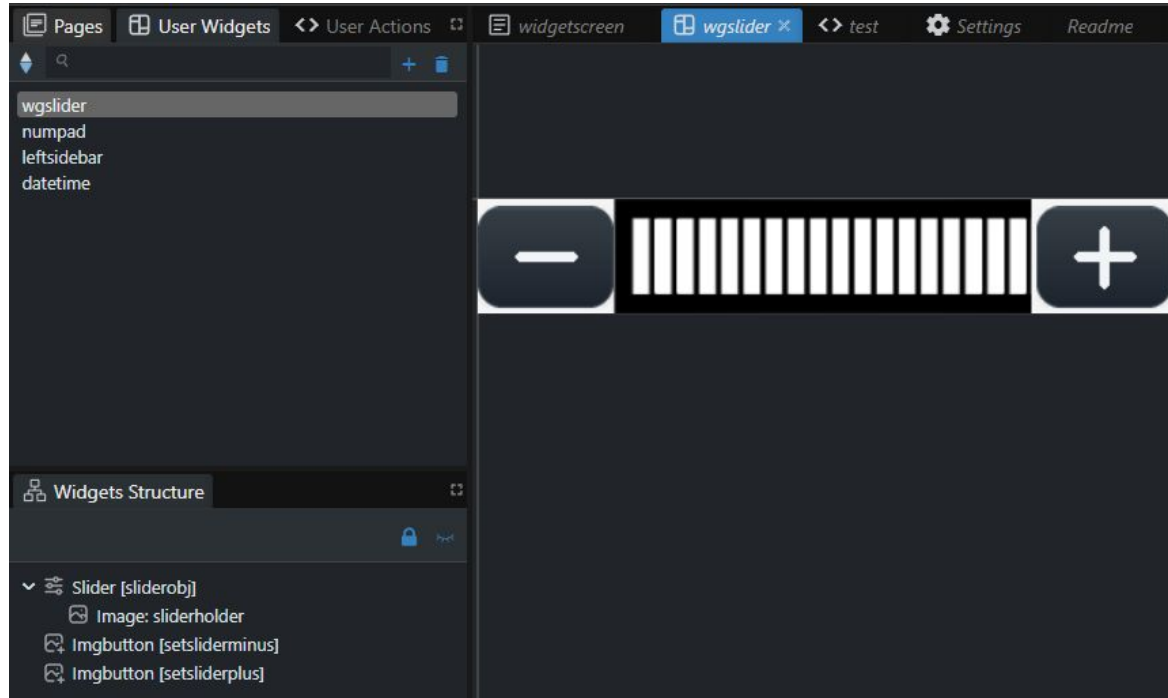 Pages User Widgets User Actions
widgetscreen wgslider test Settings Readme
wgslider
numpad
leftsidebar
datetime
Widgets Structure
Slider [sliderobj]
Image: sliderholder
Imgbutton [setsliderminus]
Imgbutton [setsliderplus]